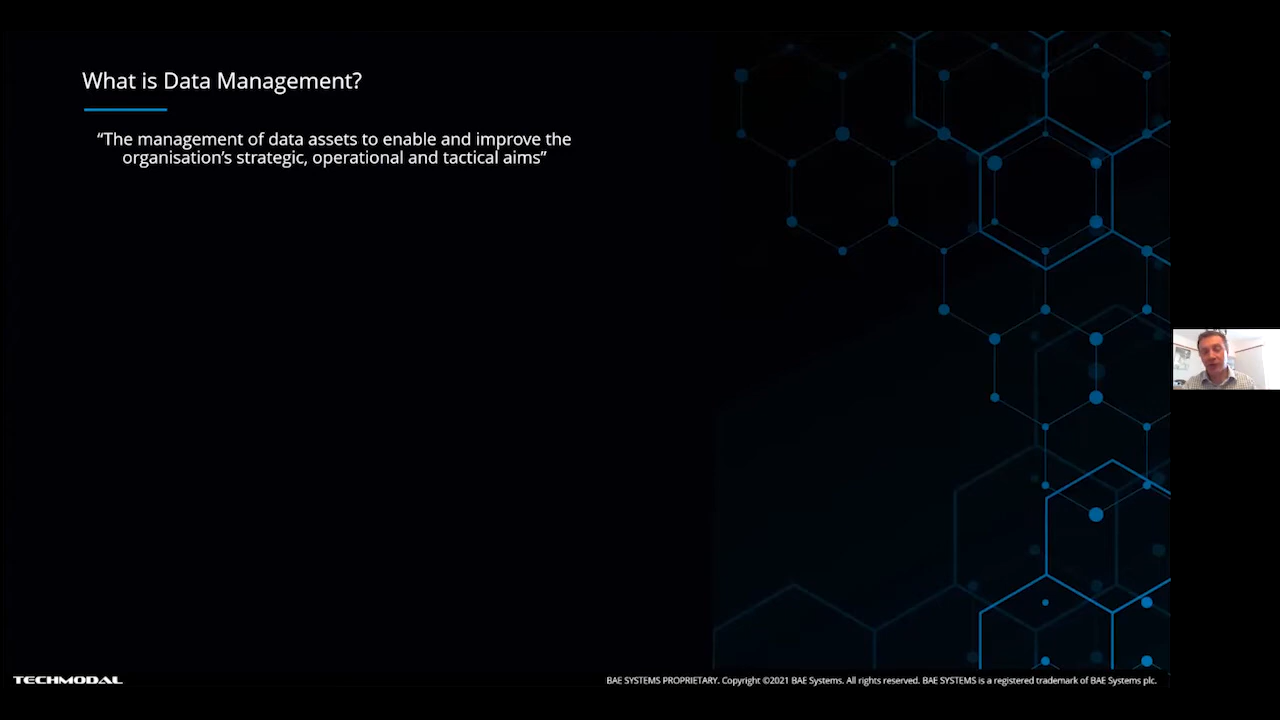 What is Data Management?
“The management of data assets to enable and improve the
organisation’s strategic, operational and tactical aims”
TECHMODAL
BAE SYSTEMS PROPRIETARY. Copyright ©2021 BAE Systems. All rights reserved. BAE SYSTEMS is a registered trademark of BAE Systems plc.